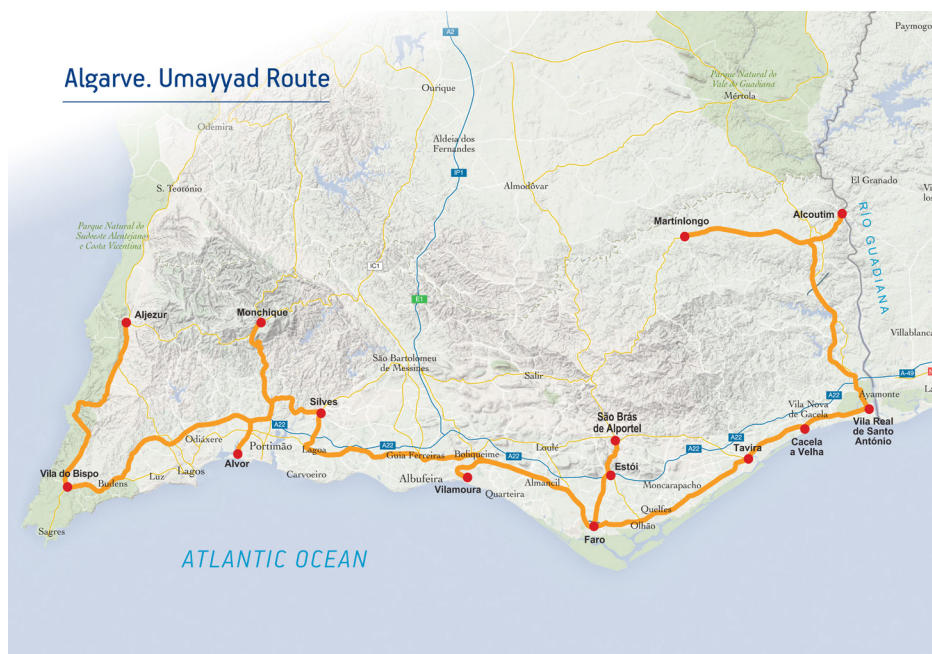 Algarve. Umayyad Route
A2
Paymogo
Ourique
Parque Natural do
Vale do Guadiana
Mértola
Odemira
Aldeia dos
Fernandes
IP1
S. Teotónio
Almodôvar
El Granado
Alcoutim
Martinlongo
RIO GUADIANA
Parque Natural do
Sudoeste Alentejano
e Costa Vicentina
IC1
E1
Aljezur
Monchique
Villablanca
São Bartolomeu
de Messines
Salir
A-49
Ayamonte
A22
Silves
São Brás
de Alportel
Vila Nova
de Cacela
Vila Real
de Santo
António
A22
Odiáxere
Portimão
Lagoa
A22
Guia
Ferreiras
Boliqueime
A22
Loulé
A22
Cacela
a Velha
Tavira
A22
Alvor
Vila do Bispo
Budens
Luz
Lagos
Carvoeiro
Albufeira
Vilamoura
Quarteira
Almancil
Estói
Moncarapacho
Quelfes
Olhão
Faro
Sagres
ATLANTIC OCEAN